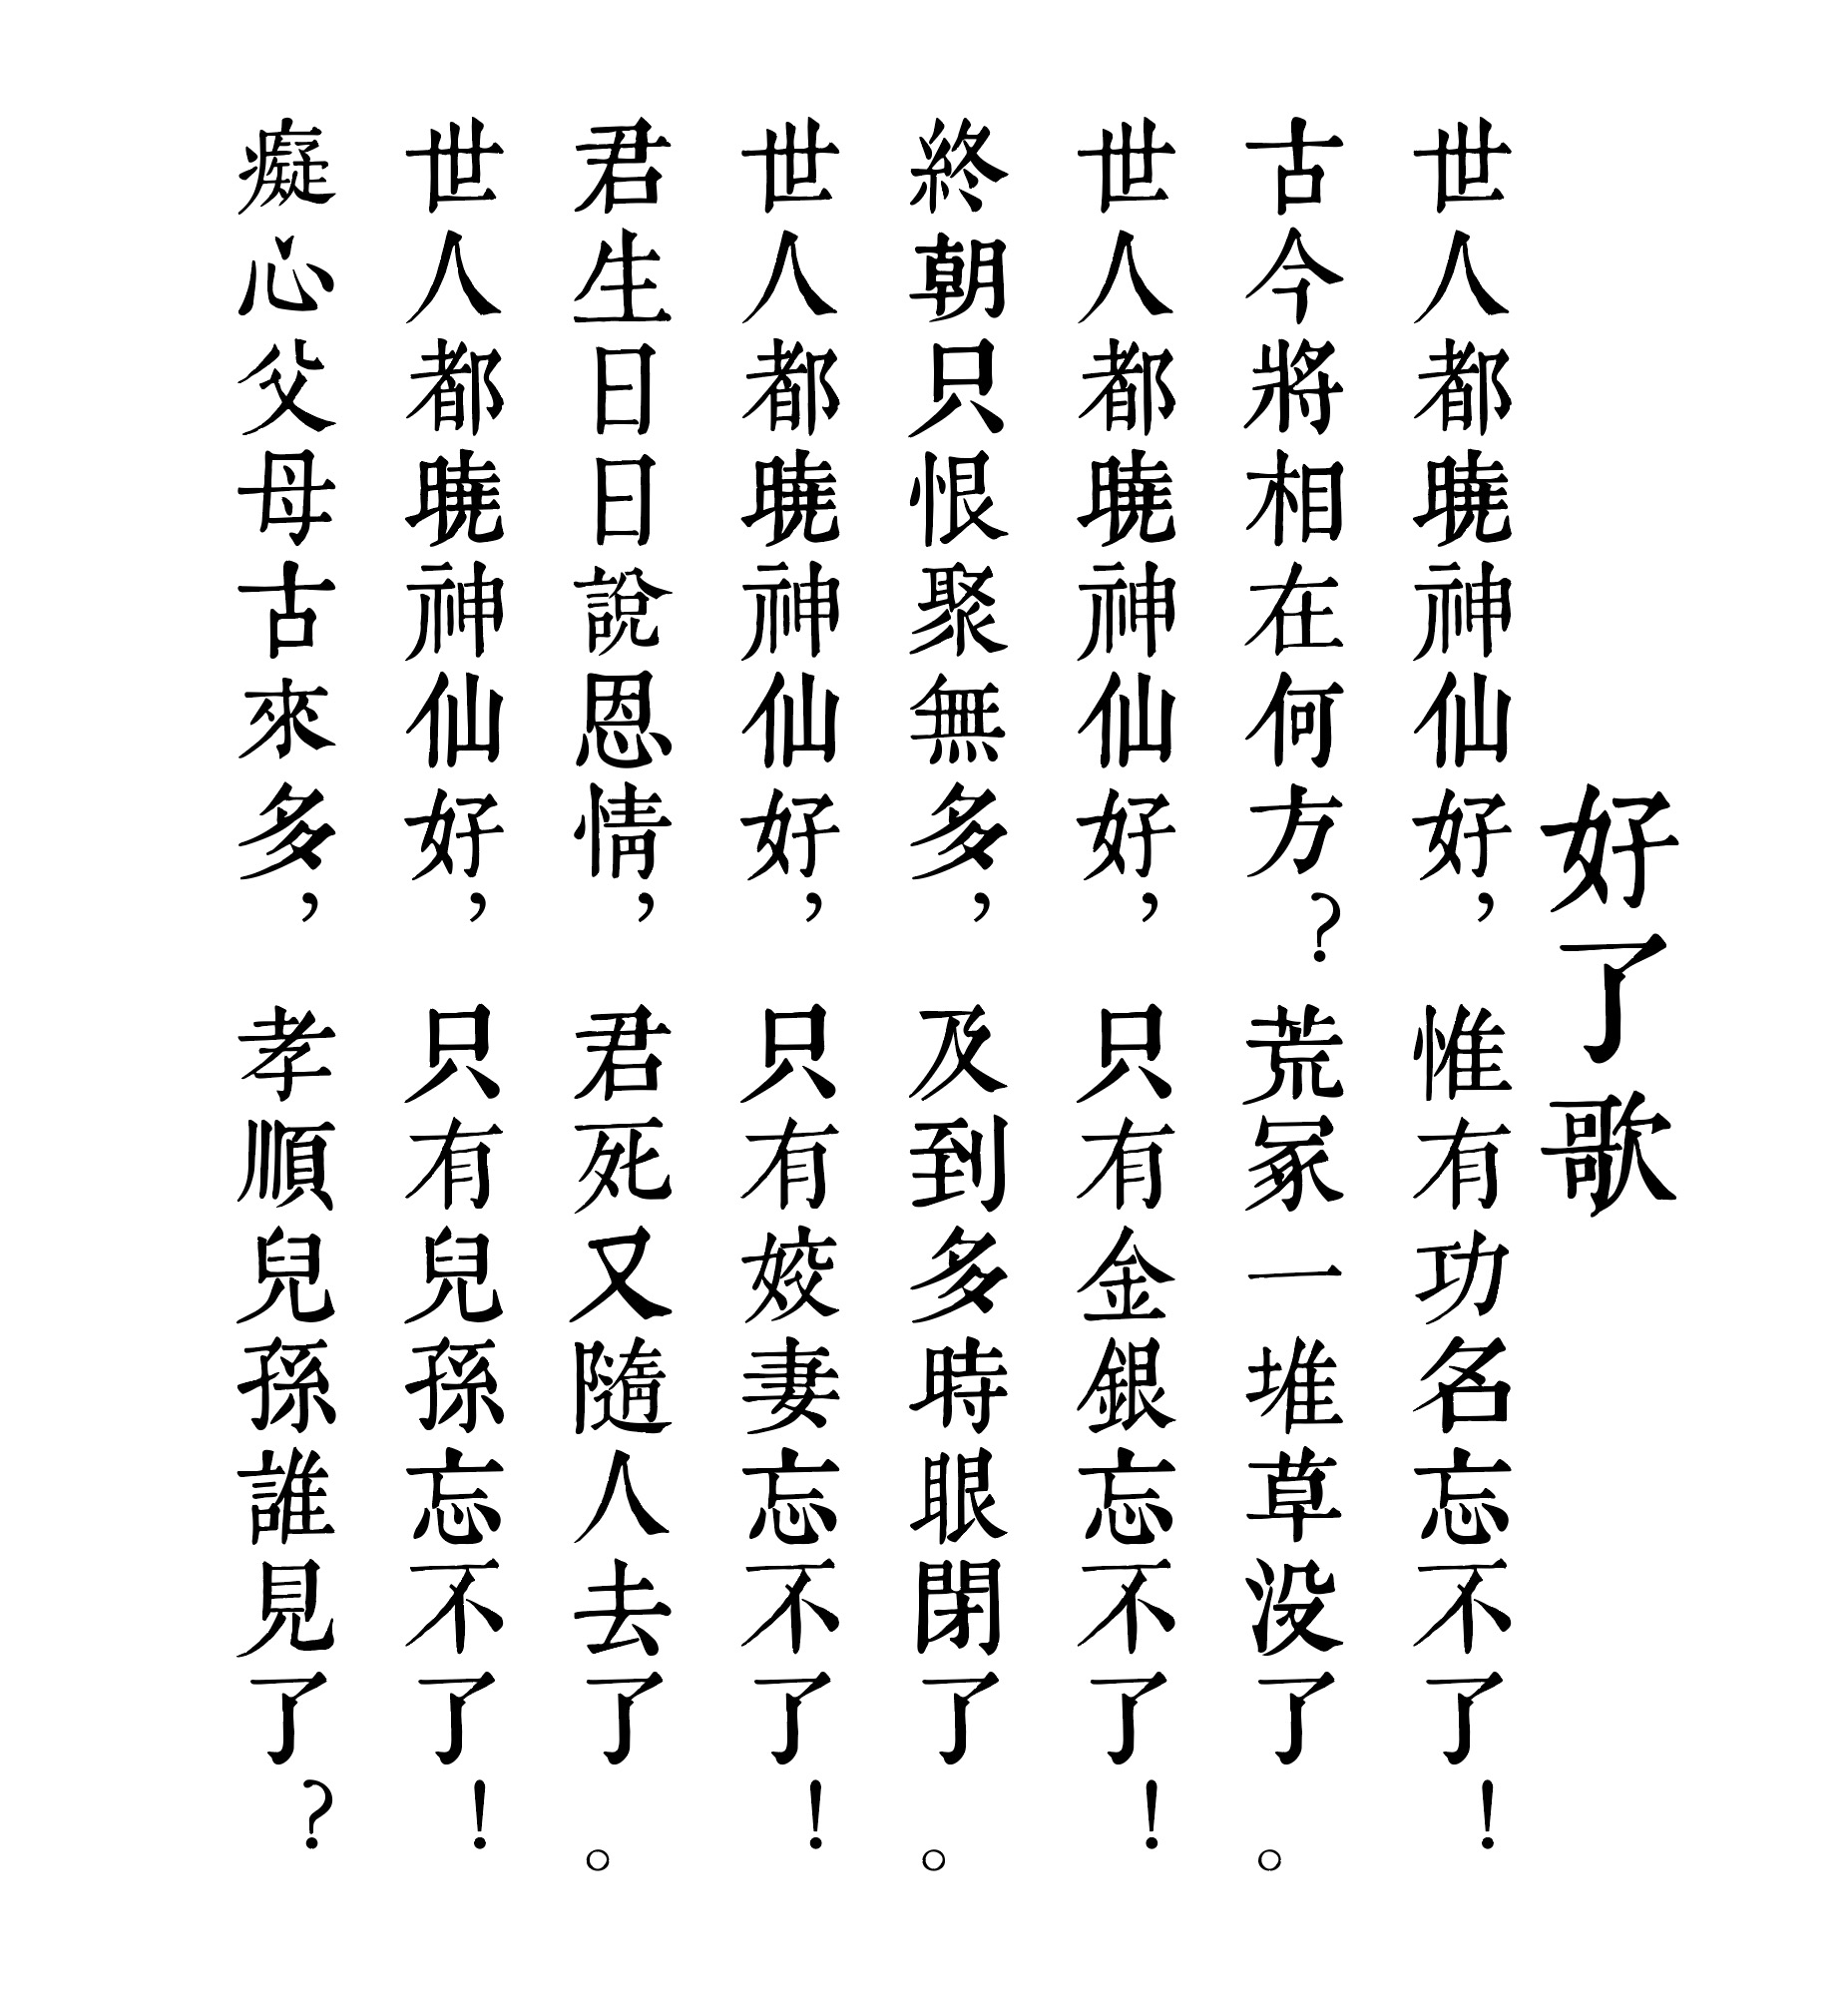 好了歌
世人都曉神仙好，惟有功名忘不了！
古今將相在何方？荒冢一堆草没了。
世人都曉神仙好，只有金銀忘不了！
終朝只恨聚無多，及到多時眼閉了。
世人都曉神仙好，只有姣妻忘不了！
君生日日說恩情，君死又隨人去了。
世人都曉神仙好，只有兒孫忘不了！
癡心父母古來多，孝順兒孫誰見了？